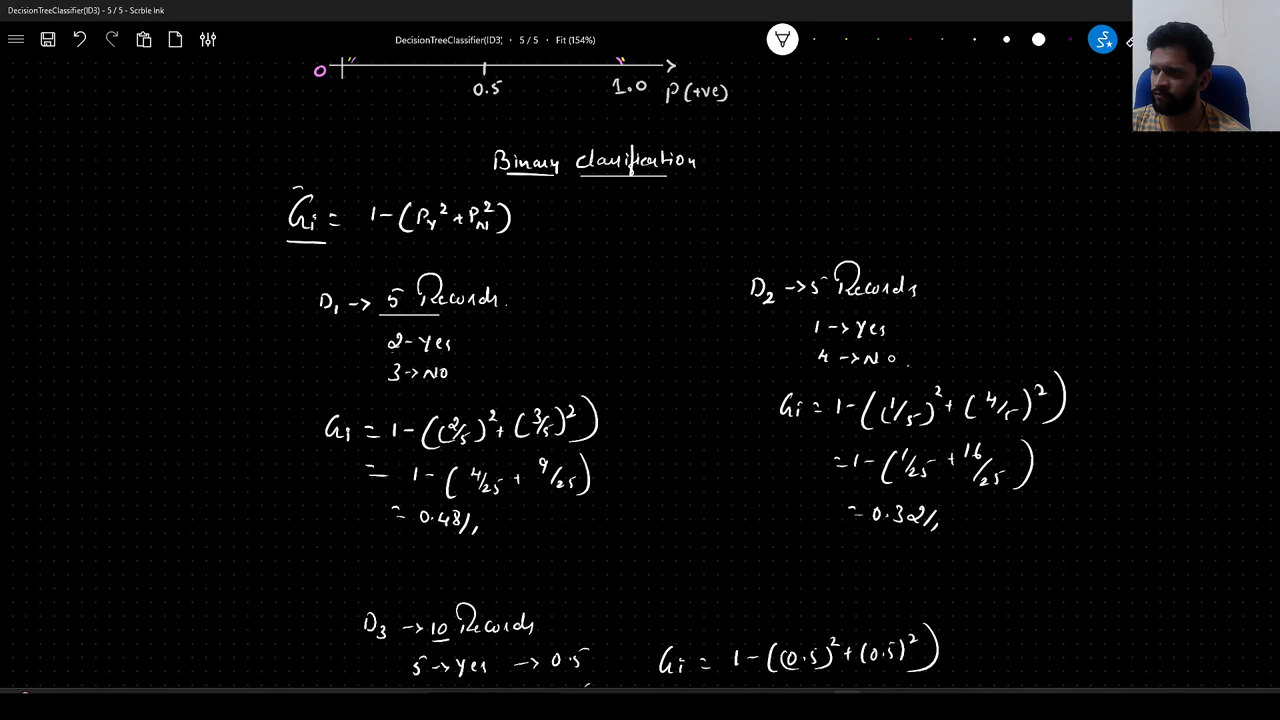 DecisionTreeClassifier(ID3) - 5 / 5 - Scrble Ink
DecisionTreeClassifier(ID3) • 5 / 5 • Fit (154%)
0 0.5 1.0 P(+ve)
Binary Classification
Gi = 1-(P_Y² + P_N²)
D₁ → 5 Records.
2-Yes
3→NO
Gi = 1-((2/5)² + (3/5)²)
= 1-(4/25 + 9/25)
= 0.48//,
D₂ → 5 Records
1 → Yes
4 → NO.
Gi = 1-((1/5)² + (4/5)²)
= 1-(1/25 + 16/25)
= 0.32//,
D₃ → 10 Records
5 → Yes → 0.5
Gi = 1-((0.5)² + (0.5)²)